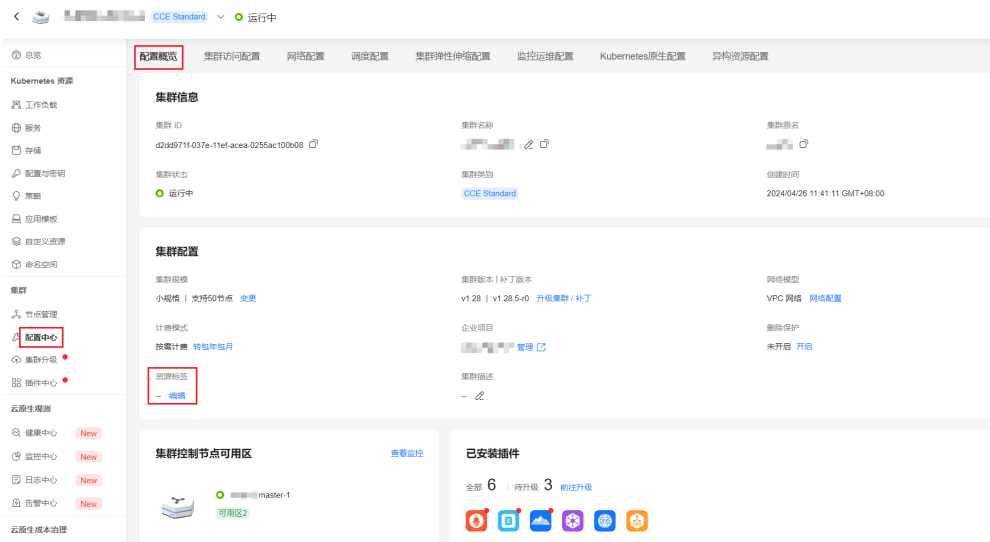 CCE Standard 运行中
总览
Kubernetes 资源
工作负载
服务
存储
配置与密钥
策略
应用模板
自定义资源
命名空间
集群
节点管理
配置中心
集群升级
插件中心
云原生观测
健康中心 New
监控中心 New
日志中心 New
告警中心 New
云原生成本治理
配置概览 集群访问配置 网络配置 调度配置 集群弹性伸缩配置 监控运维配置 Kubernetes原生配置 异构资源配置
集群信息
集群 ID 集群名称 集群原名
d2dd971f-037e-11ef-acea-0255ac100b08
集群状态 集群类别 创建时间
运行中 CCE Standard 2024/04/26 11:41:11 GMT+08:00
集群配置
集群规模 集群版本 | 补丁版本 网络模型
小规格 | 支持50节点 变更 v1.28 | v1.28.5-r0 升级集群 / 补丁 VPC 网络 网络配置
计费模式 企业项目 删除保护
按需计费 转包年包月 管理 未开启 开启
资源标签 集群描述
-- 编辑 --
集群控制节点可用区 查看监控
master-1
可用区2
已安装插件
全部 6 | 待升级 3 前往升级